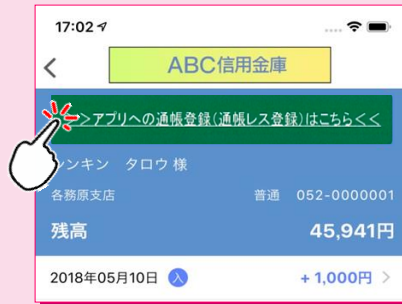 17:02
ABC信用金庫
>アプリへの通帳登録(通帳レス登録)はこちら<<
ンキン タロウ様
各務原支店 普通 052-0000001
残高 45,941円
2018年05月10日 入 +1,000円 >